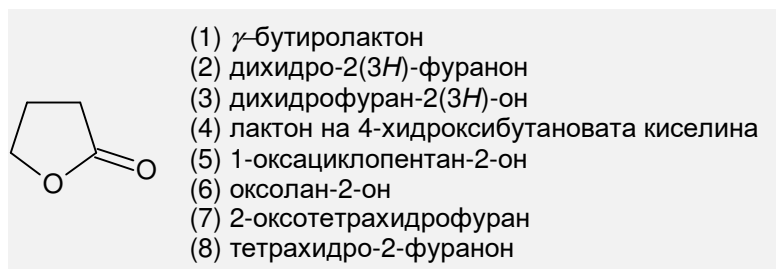 (1) γ–бутиролактон
(2) дихидро-2(3H)-фуранон
(3) дихидрофуран-2(3H)-он
(4) лактон на 4-хидроксибутановата киселина
(5) 1-оксациклопентан-2-он
(6) оксолан-2-он
(7) 2-оксотетрахидрофуран
(8) тетрахидро-2-фуранон
O
O